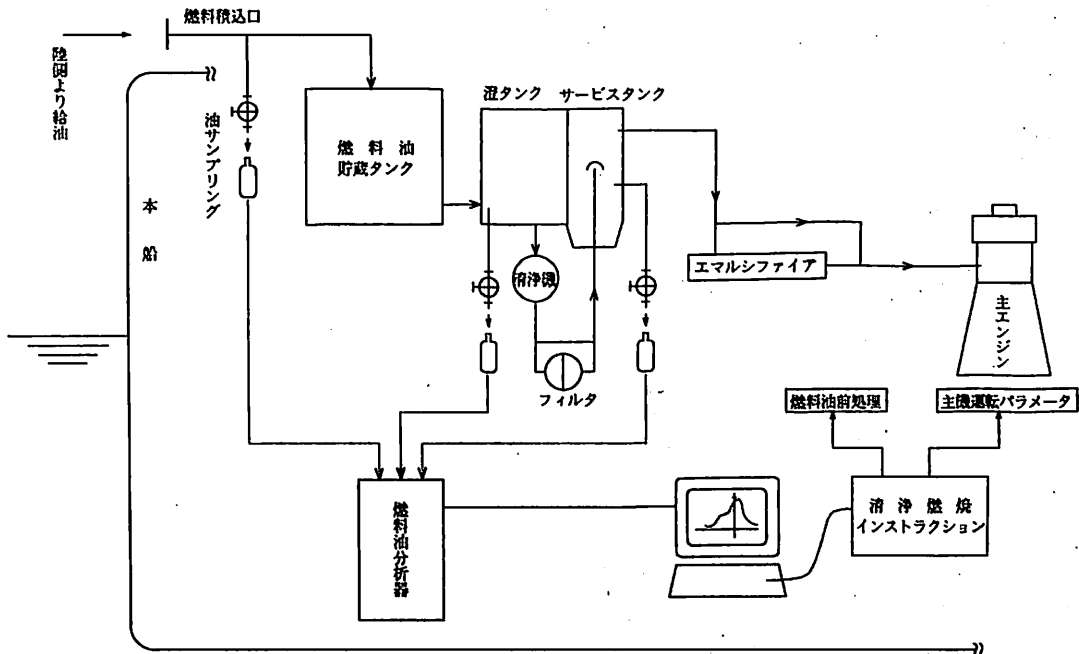 燃料積込口
陸側より給油
油サンプリング
本船
燃料油
貯蔵タンク
澄タンク
サービスタンク
清浄機
フィルタ
エマルシファイア
主エンジン
燃料油前処理
主機運転パラメータ
清浄燃焼
インストラクション
燃料油分析器